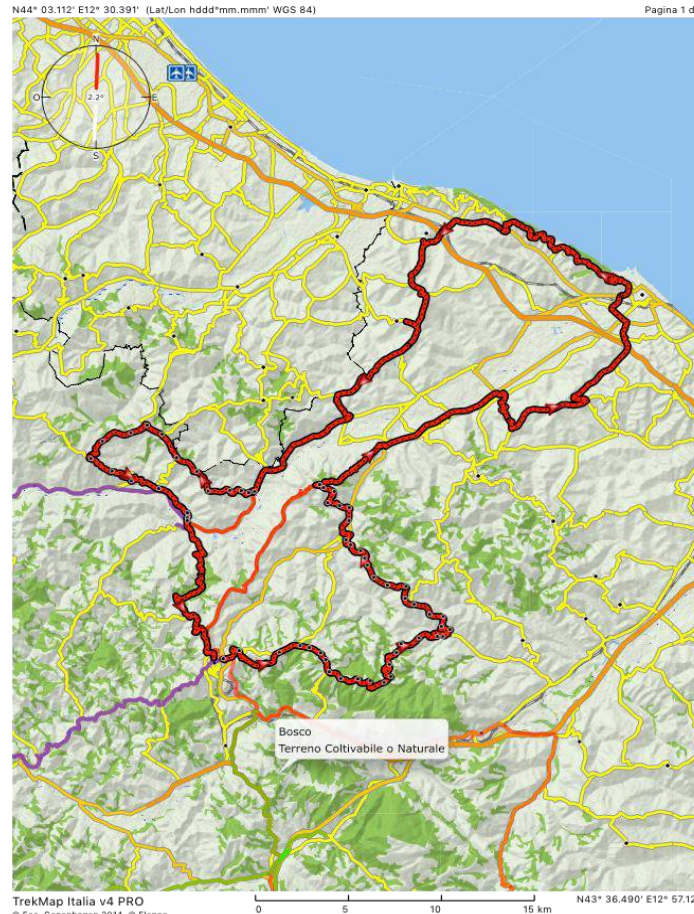 N44° 03.112' E12° 30.391' (Lat/Lon hddd°mm.mmm' WGS 84)
Pagina 1 d
N
O
2.2°
E
S
Bosco
Terreno Coltivabile o Naturale
TrekMap Italia v4 PRO
0 5 10 15 km
N43° 36.490' E12° 57.12